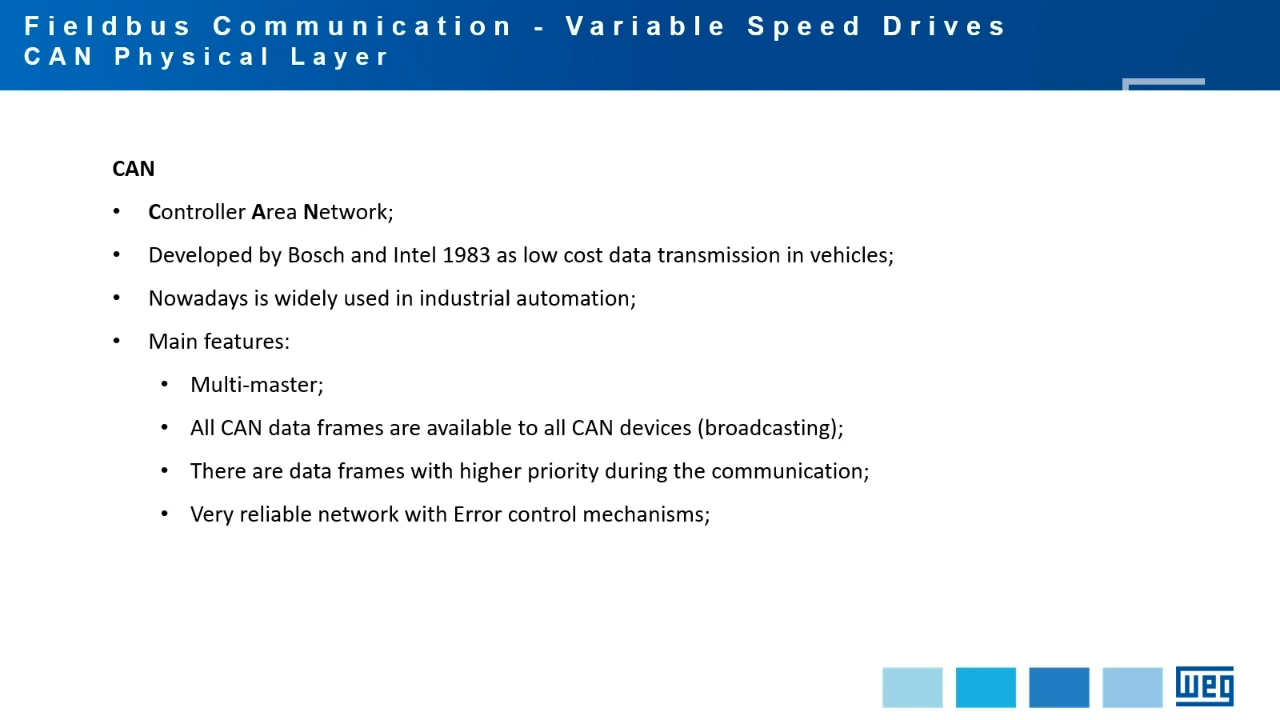 Fieldbus Communication - Variable Speed Drives
CAN Physical Layer
CAN
• Controller Area Network;
• Developed by Bosch and Intel 1983 as low cost data transmission in vehicles;
• Nowadays is widely used in industrial automation;
• Main features:
• Multi-master;
• All CAN data frames are available to all CAN devices (broadcasting);
• There are data frames with higher priority during the communication;
• Very reliable network with Error control mechanisms;
weg